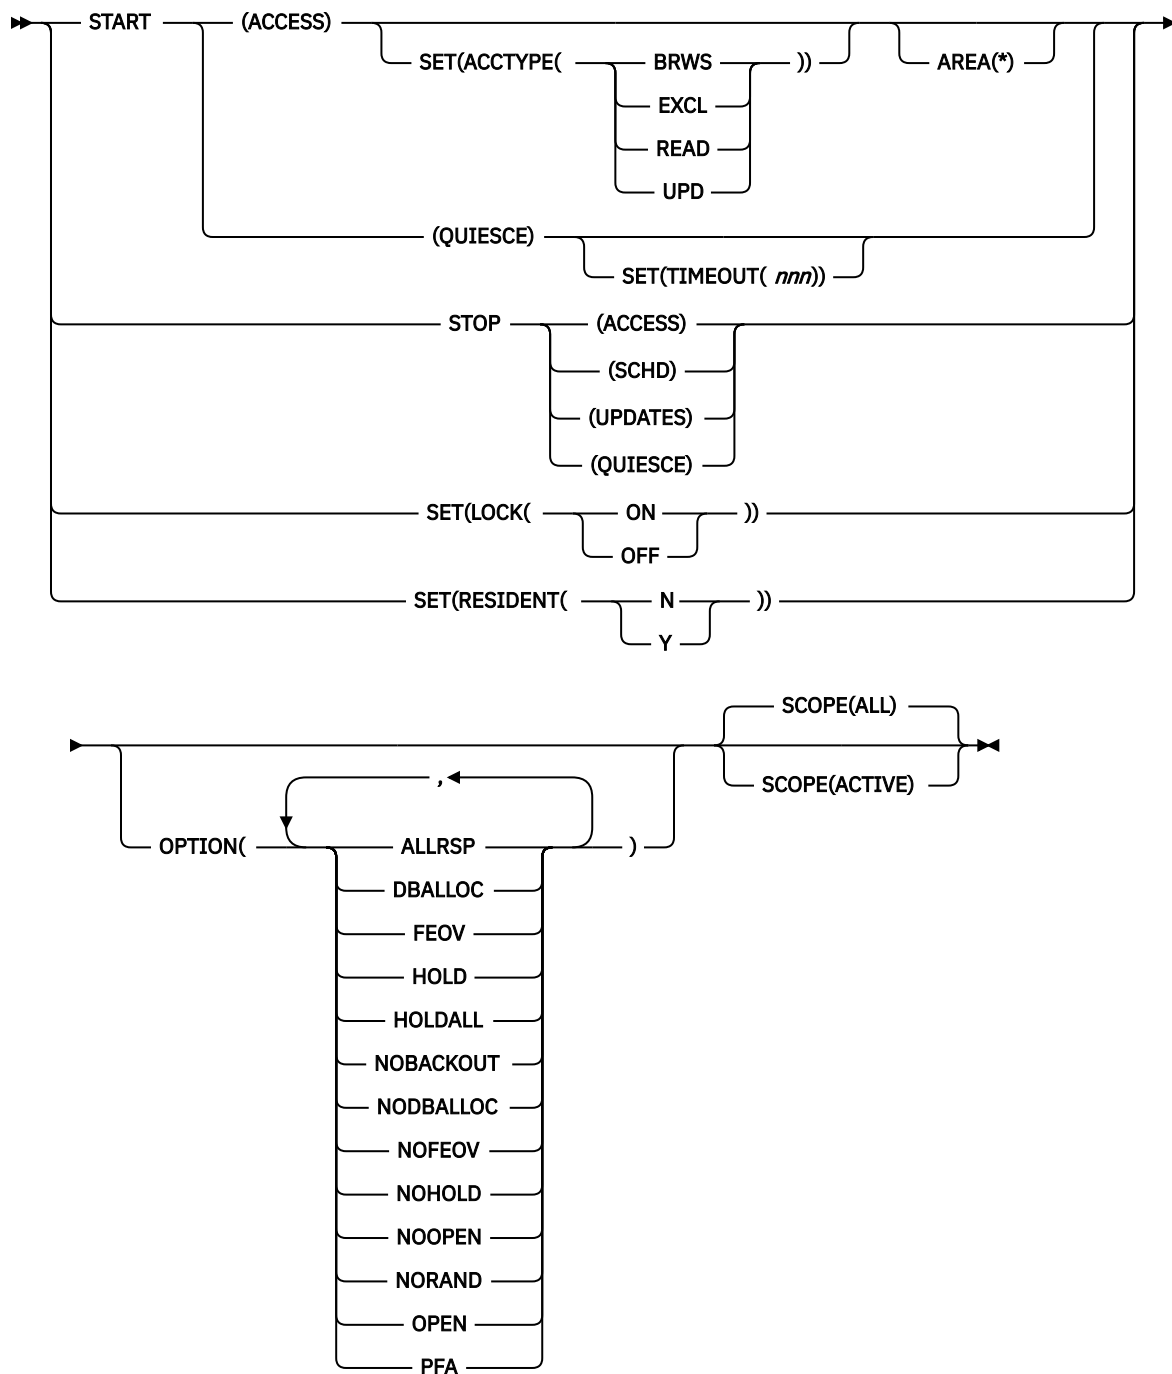 START (ACCESS)
SET(ACCTYPE( BRWS )) AREA(*)
EXCL
READ
UPD
(QUIESCE)
SET(TIMEOUT( nnn))
STOP (ACCESS)
(SCHD)
(UPDATES)
(QUIESCE)
SET(LOCK( ON ))
OFF
SET(RESIDENT( N ))
Y
SCOPE(ALL)
SCOPE(ACTIVE)
,
OPTION( ALLRSP )
DBALLOC
FEOV
HOLD
HOLDALL
NOBACKOUT
NODBALLOC
NOFEOV
NOHOLD
NOOPEN
NORAND
OPEN
PFA